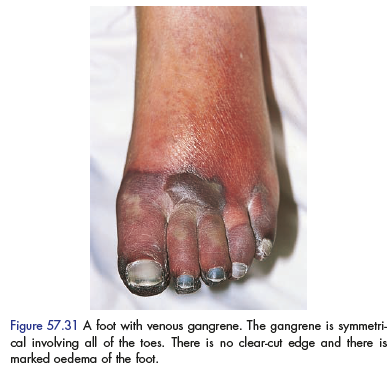 Figure 57.31 A foot with venous gangrene. The gangrene is symmetri-
cal involving all of the toes. There is no clear-cut edge and there is
marked oedema of the foot.